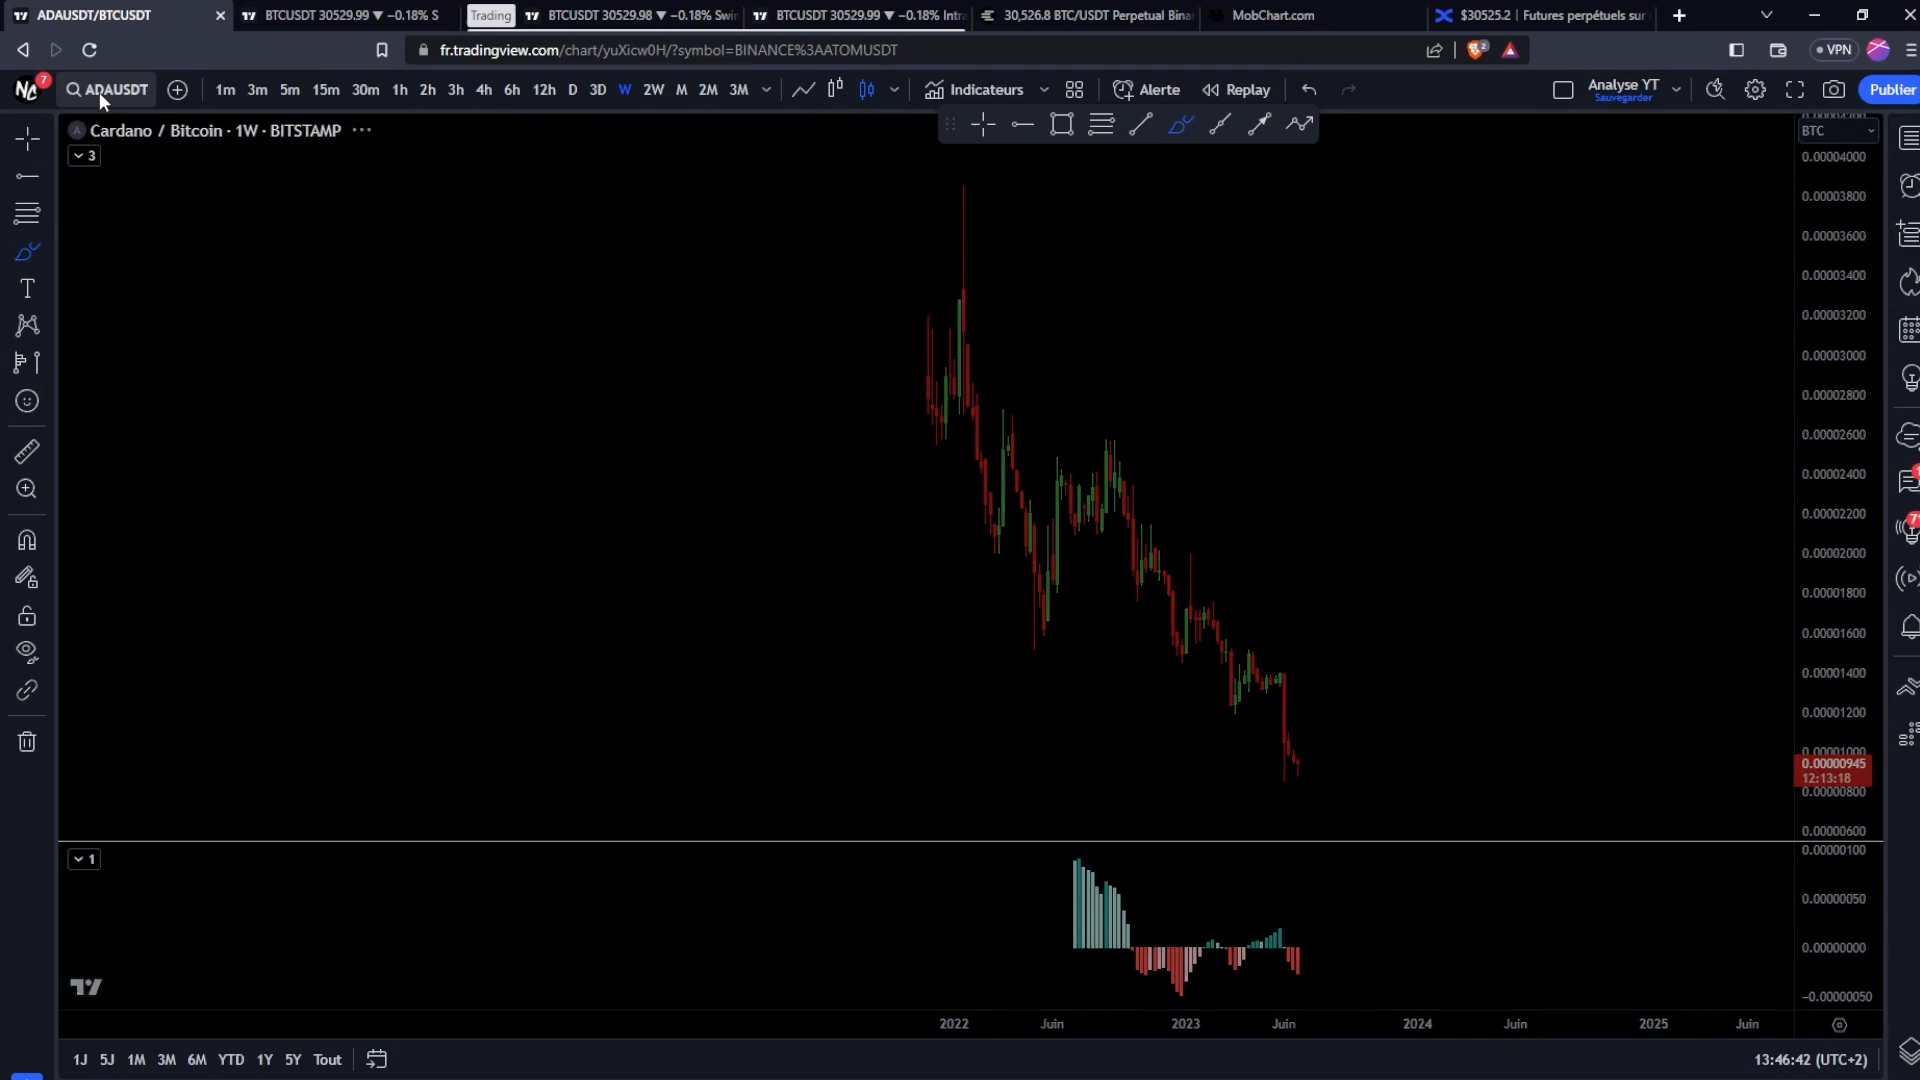 ADAUSDT/BTCUSDT
BTCUSDT 30529.99 ▼ −0.18% S
Trading
BTCUSDT 30529.98 ▼ −0.18% Swin
BTCUSDT 30529.99 ▼ −0.18% Intra
30,526.8 BTC/USDT Perpetual Binan
MobChart.com
$30525.2 | Futures perpétuels sur
fr.tradingview.com/chart/yuXicw0H/?symbol=BINANCE%3AATOMUSDT
2
VPN
7
ADAUSDT
1m 3m 5m 15m 30m 1h 2h 3h 4h 6h 12h D 3D W 2W M 2M 3M
Indicateurs
Alerte
Replay
Analyse YT
Sauvegarder
Publier
Cardano / Bitcoin · 1W · BITSTAMP
3
BTC
0.00004000
0.00003800
0.00003600
0.00003400
0.00003200
0.00003000
0.00002800
0.00002600
0.00002400
0.00002200
0.00002000
0.00001800
0.00001600
0.00001400
0.00001200
0.00001000
0.00000945
12:13:18
0.00000800
0.00000600
1
0.00000100
0.00000050
0.00000000
−0.00000050
2022 Juin 2023 Juin 2024 Juin 2025 Juin
1J 5J 1M 3M 6M YTD 1Y 5Y Tout
13:46:42 (UTC+2)